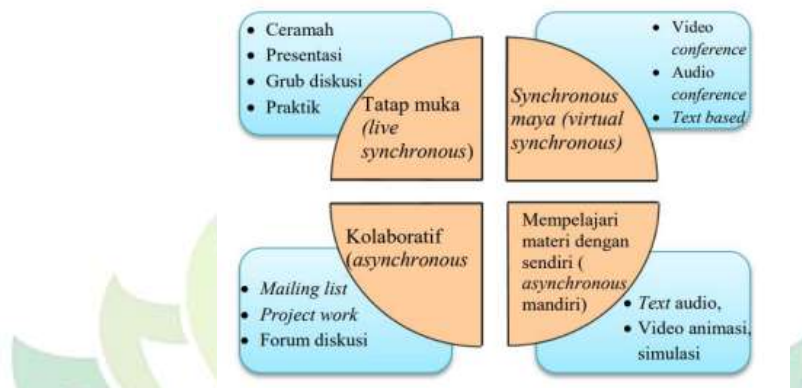 • Ceramah
• Presentasi
• Grub diskusi
• Praktik
Tatap muka
(live
synchronous)
Synchronous
maya (virtual
synchronous)
• Video
conference
• Audio
conference
• Text based
Kolaboratif
(asynchronous
• Mailing list
• Project work
• Forum diskusi
Mempelajari
materi dengan
sendiri (
asynchronous
mandiri)
• Text audio,
• Video animasi,
simulasi